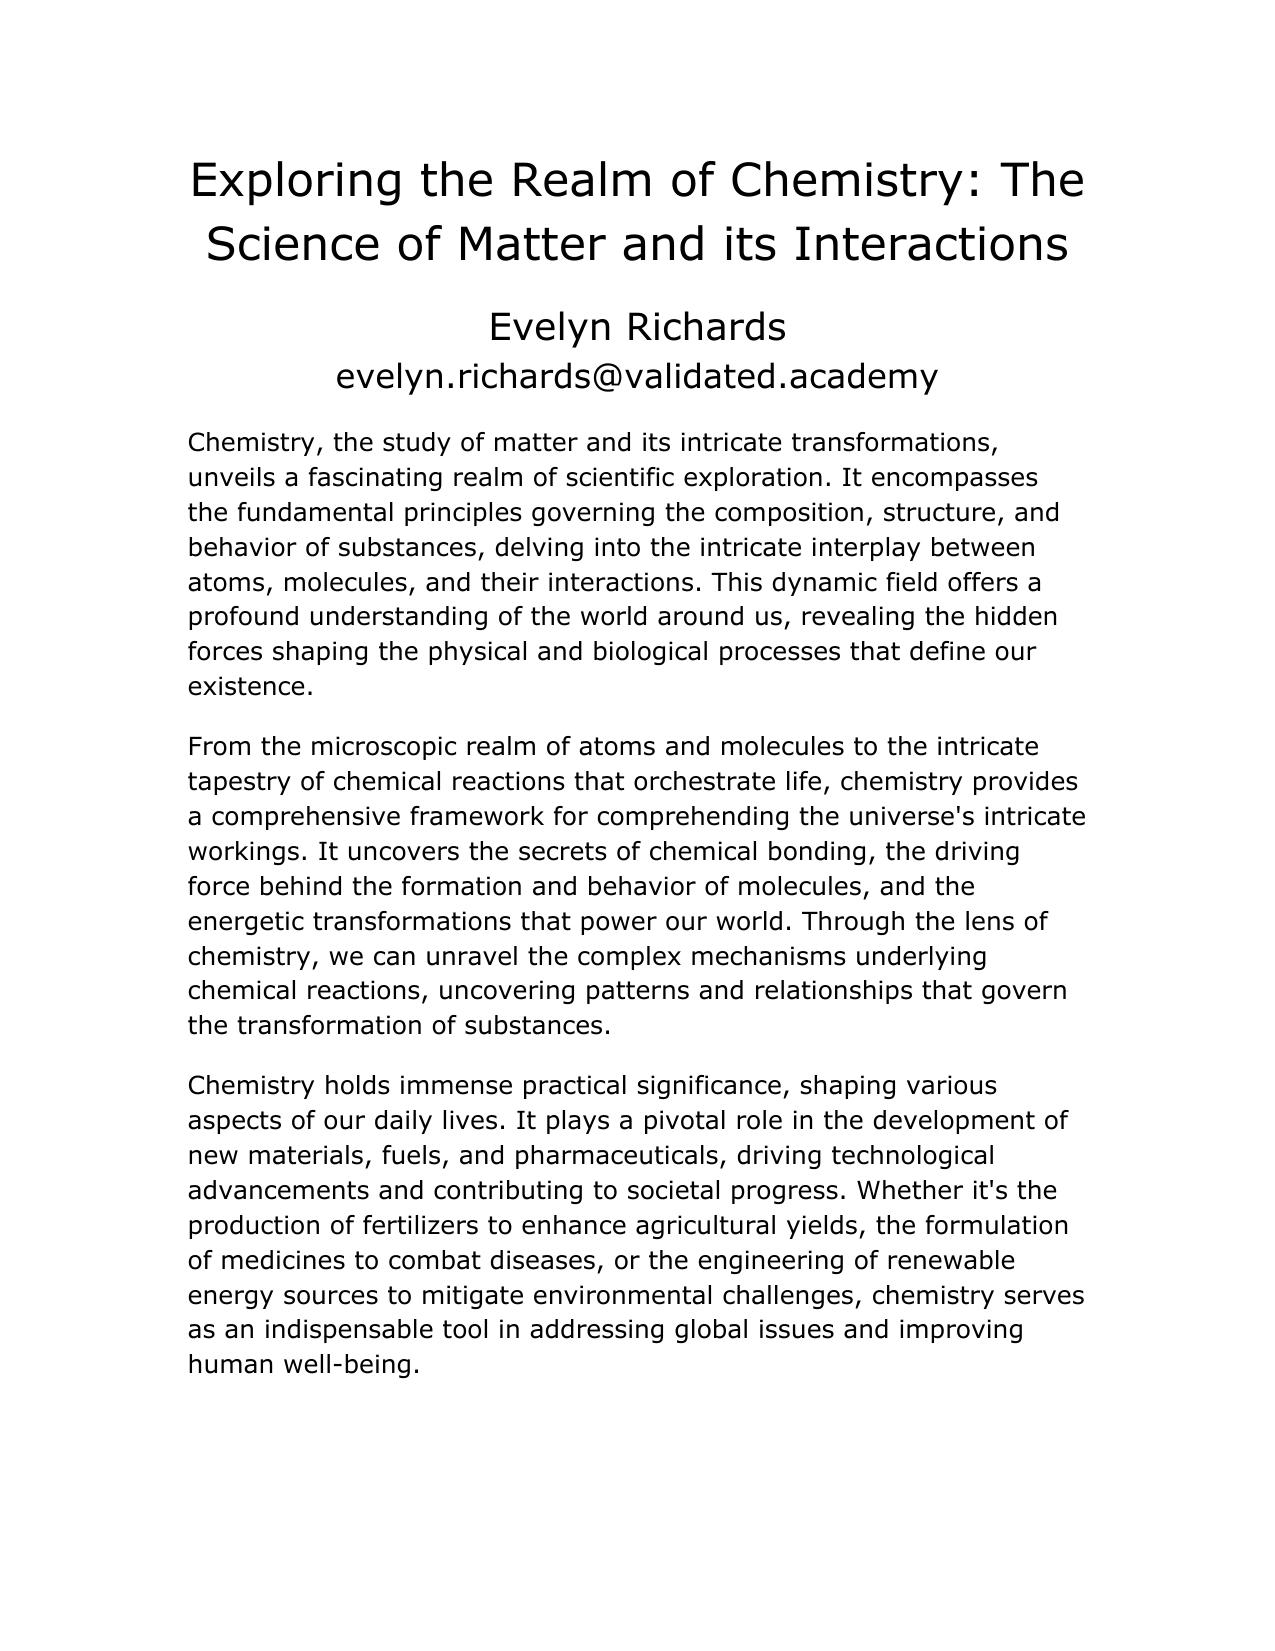 Exploring the Realm of Chemistry: The
Science of Matter and its Interactions
Evelyn Richards
evelyn.richards@validated.academy
Chemistry, the study of matter and its intricate transformations,
unveils a fascinating realm of scientific exploration. It encompasses
the fundamental principles governing the composition, structure, and
behavior of substances, delving into the intricate interplay between
atoms, molecules, and their interactions. This dynamic field offers a
profound understanding of the world around us, revealing the hidden
forces shaping the physical and biological processes that define our
existence.
From the microscopic realm of atoms and molecules to the intricate
tapestry of chemical reactions that orchestrate life, chemistry provides
a comprehensive framework for comprehending the universe's intricate
workings. It uncovers the secrets of chemical bonding, the driving
force behind the formation and behavior of molecules, and the
energetic transformations that power our world. Through the lens of
chemistry, we can unravel the complex mechanisms underlying
chemical reactions, uncovering patterns and relationships that govern
the transformation of substances.
Chemistry holds immense practical significance, shaping various
aspects of our daily lives. It plays a pivotal role in the development of
new materials, fuels, and pharmaceuticals, driving technological
advancements and contributing to societal progress. Whether it's the
production of fertilizers to enhance agricultural yields, the formulation
of medicines to combat diseases, or the engineering of renewable
energy sources to mitigate environmental challenges, chemistry serves
as an indispensable tool in addressing global issues and improving
human well-being.